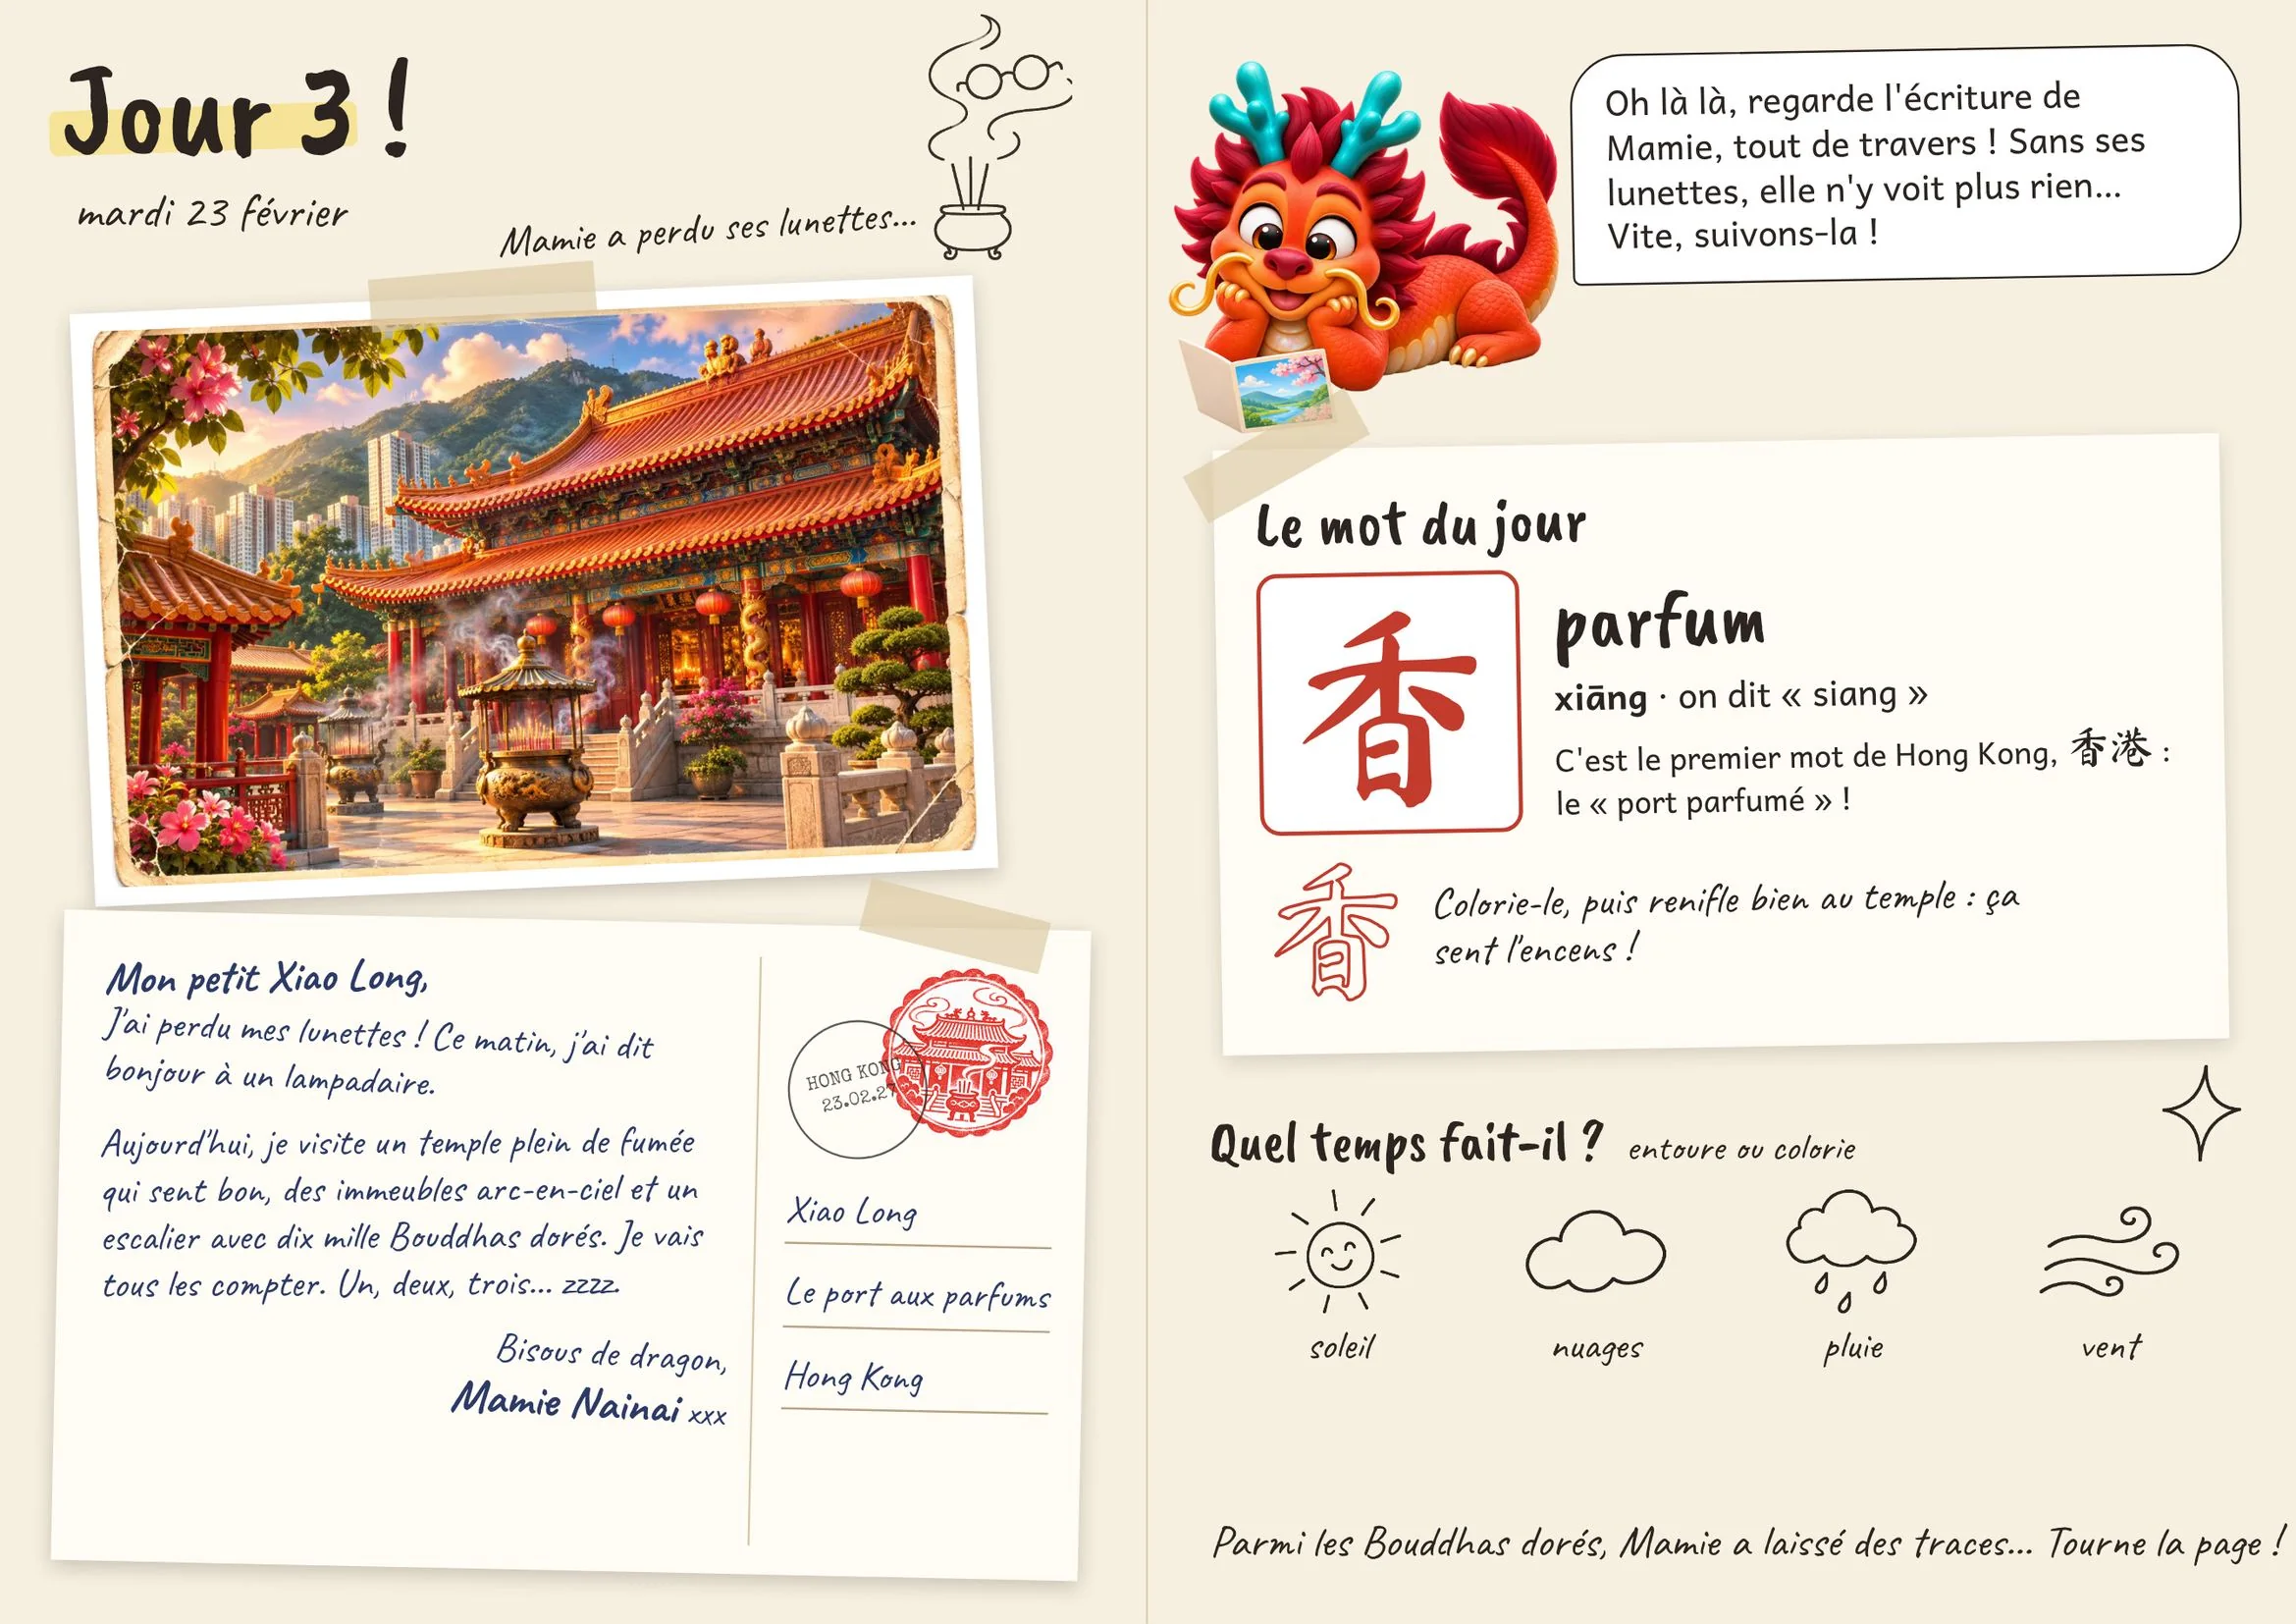 Jour 3 !
mardi 23 février
Mamie a perdu ses lunettes...
Mon petit Xiao Long,
J'ai perdu mes lunettes ! Ce matin, j'ai dit
bonjour à un lampadaire.
Aujourd'hui, je visite un temple plein de fumée
qui sent bon, des immeubles arc-en-ciel et un
escalier avec dix mille Bouddhas dorés. Je vais
tous les compter. Un, deux, trois... zzzz.
Bisous de dragon,
Mamie Nainai xxx
HONG KONG
23.02.27
Xiao Long
Le port aux parfums
Hong Kong
Oh là là, regarde l'écriture de
Mamie, tout de travers ! Sans ses
lunettes, elle n'y voit plus rien...
Vite, suivons-la !
Le mot du jour
香
parfum
xiāng · on dit « siang »
C'est le premier mot de Hong Kong, 香港 :
le « port parfumé » !
香
Colorie-le, puis renifle bien au temple : ça
sent l'encens !
Quel temps fait-il ? entoure ou colorie
soleil
nuages
pluie
vent
Parmi les Bouddhas dorés, Mamie a laissé des traces... Tourne la page !